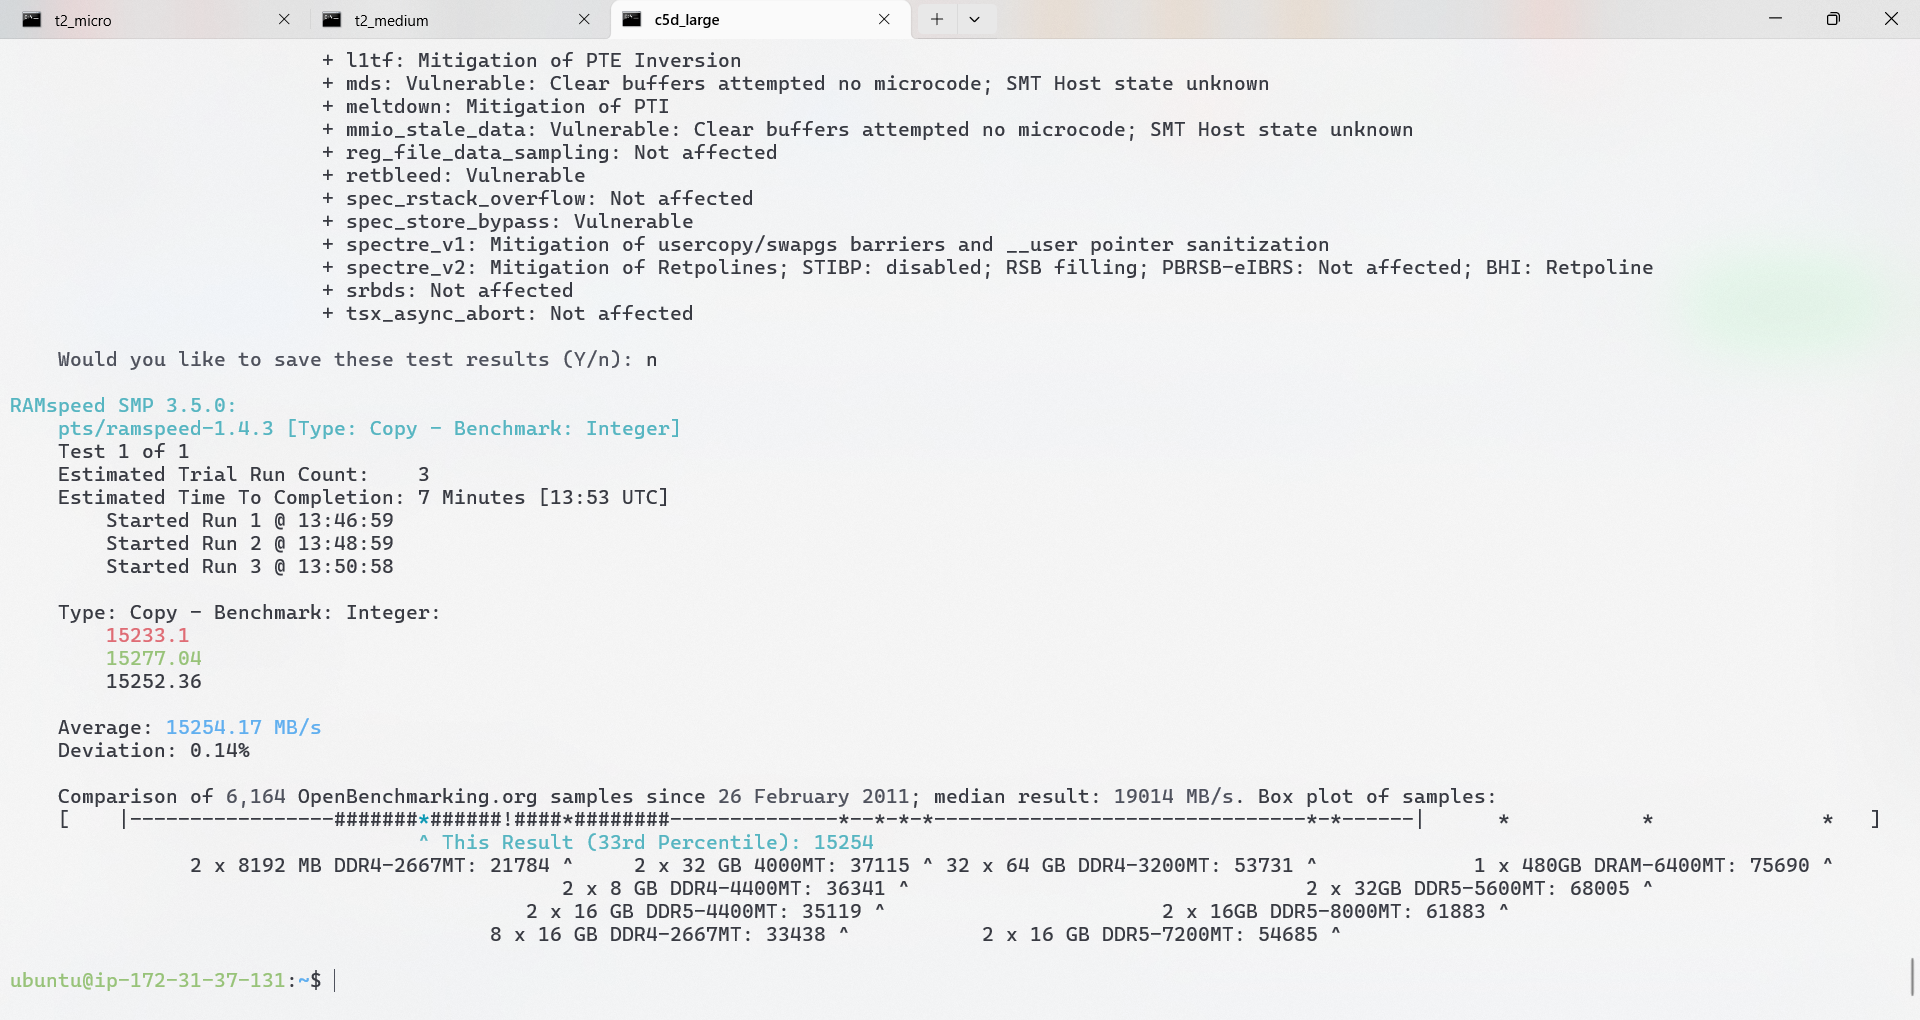 t2_micro
t2_medium
c5d_large
+ l1tf: Mitigation of PTE Inversion
+ mds: Vulnerable: Clear buffers attempted no microcode; SMT Host state unknown
+ meltdown: Mitigation of PTI
+ mmio_stale_data: Vulnerable: Clear buffers attempted no microcode; SMT Host state unknown
+ reg_file_data_sampling: Not affected
+ retbleed: Vulnerable
+ spec_rstack_overflow: Not affected
+ spec_store_bypass: Vulnerable
+ spectre_v1: Mitigation of usercopy/swapgs barriers and __user pointer sanitization
+ spectre_v2: Mitigation of Retpolines; STIBP: disabled; RSB filling; PBRSB-eIBRS: Not affected; BHI: Retpoline
+ srbds: Not affected
+ tsx_async_abort: Not affected
Would you like to save these test results (Y/n): n
RAMspeed SMP 3.5.0:
pts/ramspeed-1.4.3 [Type: Copy - Benchmark: Integer]
Test 1 of 1
Estimated Trial Run Count:    3
Estimated Time To Completion: 7 Minutes [13:53 UTC]
Started Run 1 @ 13:46:59
Started Run 2 @ 13:48:59
Started Run 3 @ 13:50:58
Type: Copy - Benchmark: Integer:
15233.1
15277.04
15252.36
Average: 15254.17 MB/s
Deviation: 0.14%
Comparison of 6,164 OpenBenchmarking.org samples since 26 February 2011; median result: 19014 MB/s. Box plot of samples:
[    |-----------------#######*######!####*########--------------*--*-*-*-------------------------------*-*------|      *           *              *   ]
^ This Result (33rd Percentile): 15254
2 x 8192 MB DDR4-2667MT: 21784 ^     2 x 32 GB 4000MT: 37115 ^ 32 x 64 GB DDR4-3200MT: 53731 ^             1 x 480GB DRAM-6400MT: 75690 ^
2 x 8 GB DDR4-4400MT: 36341 ^                                 2 x 32GB DDR5-5600MT: 68005 ^
2 x 16 GB DDR5-4400MT: 35119 ^                       2 x 16GB DDR5-8000MT: 61883 ^
8 x 16 GB DDR4-2667MT: 33438 ^           2 x 16 GB DDR5-7200MT: 54685 ^
ubuntu@ip-172-31-37-131:~$